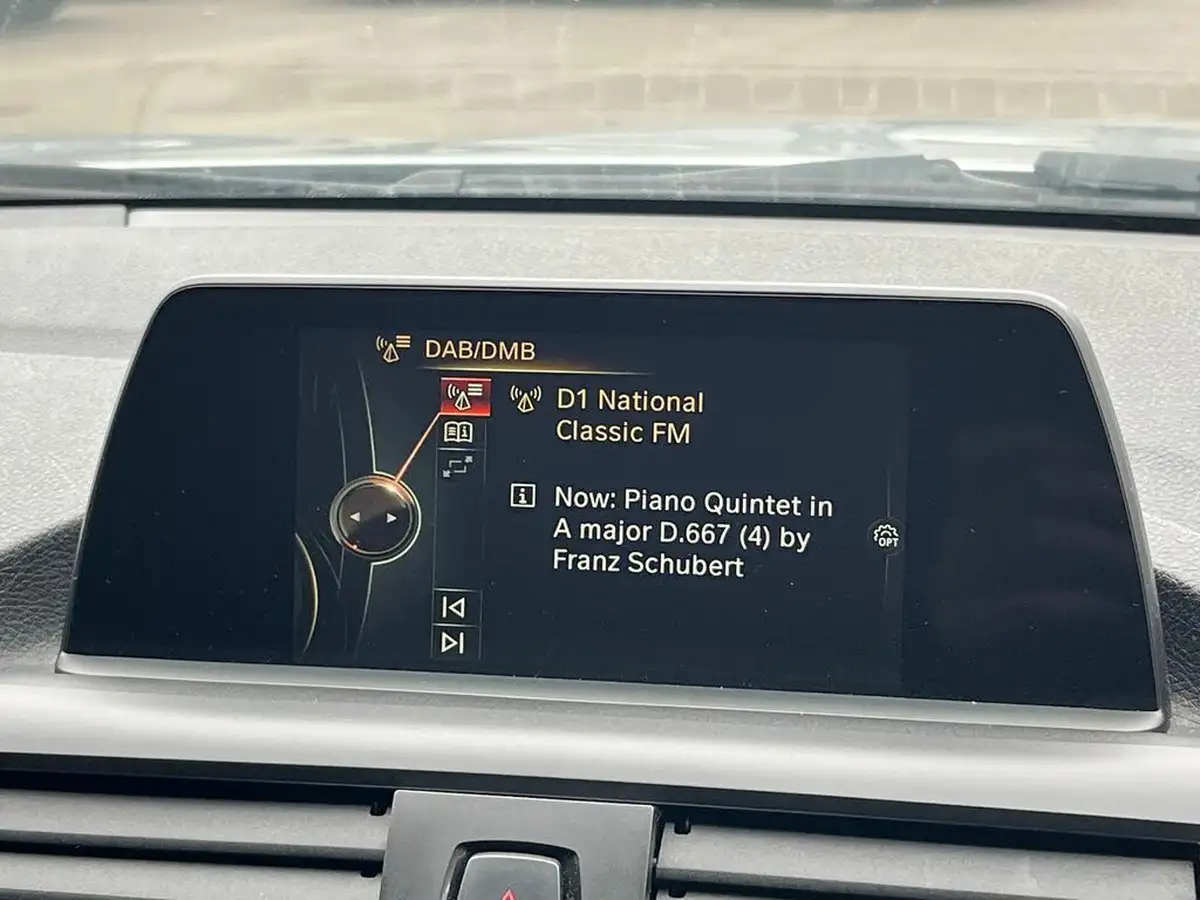 DAB/DMB
D1 National
Classic FM
Now: Piano Quintet in
A major D.667 (4) by
Franz Schubert
OPT